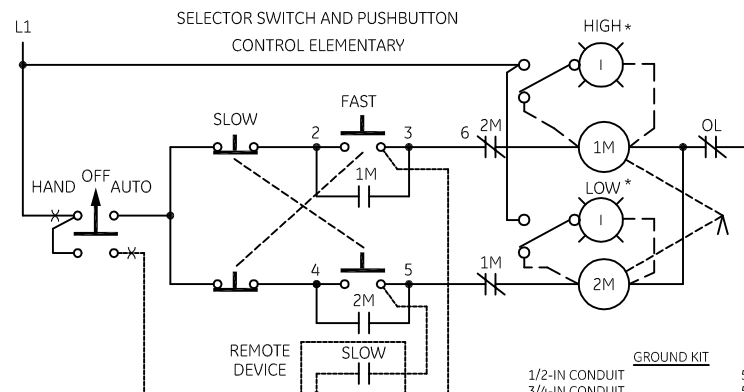 SELECTOR SWITCH AND PUSHBUTTON
CONTROL ELEMENTARY
L1
HIGH*
I
FAST
SLOW
2
3
6
2M
1M
OL
1M
HAND
OFF
AUTO
X
LOW*
I
4
5
1M
2M
2M
X
REMOTE
DEVICE
SLOW
GROUND KIT
1/2-IN CONDUIT
3/4-IN CONDUIT